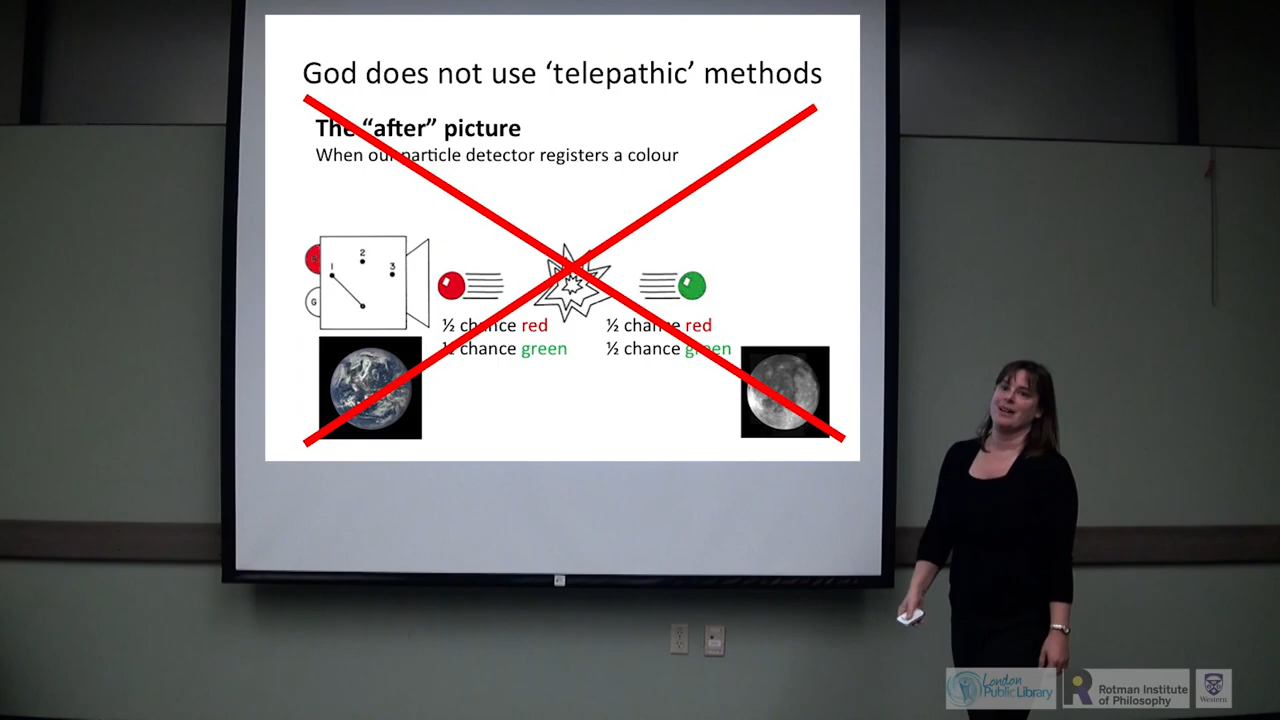 God does not use ‘telepathic’ methods
The “after” picture
When our particle detector registers a colour
1
2
3
G
½ chance red
½ chance green
½ chance red
½ chance green
London
Public Library
R
Rotman Institute
of Philosophy
Western